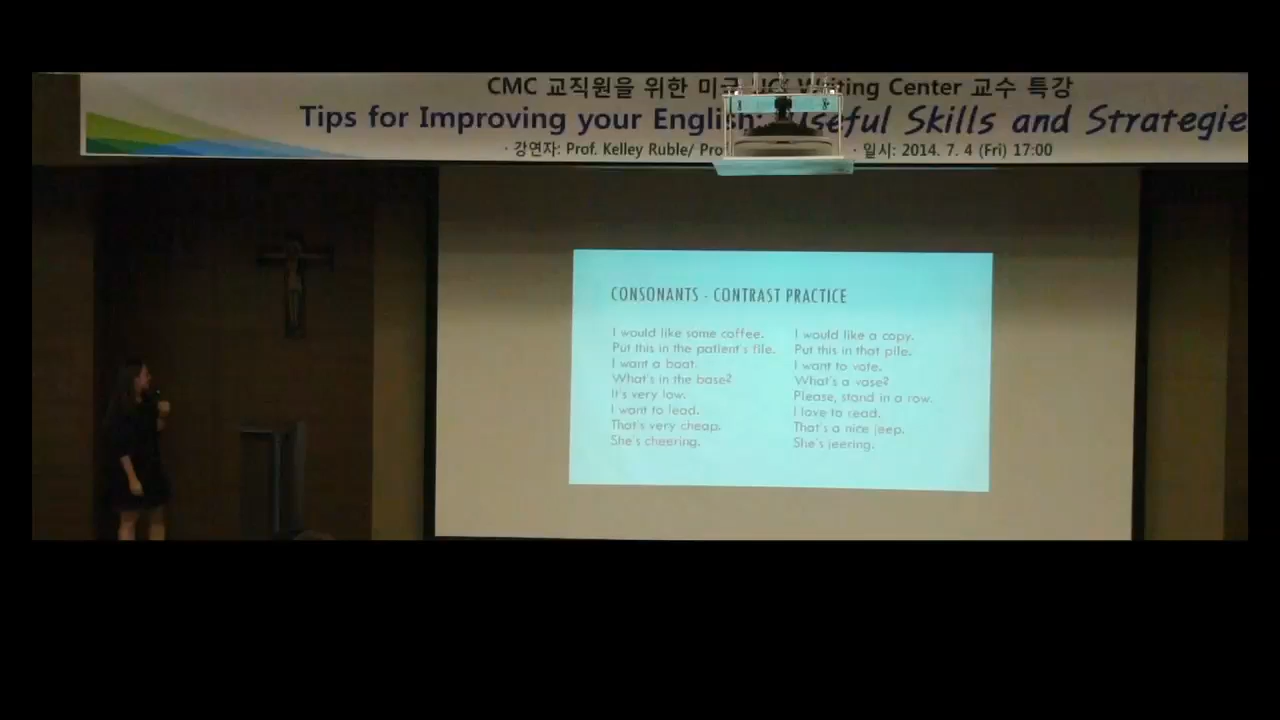 CMC 교직원을 위한 미국 UCI Writing Center 교수 특강
Tips for Improving your English: Useful Skills and Strategie
· 강연자: Prof. Kelley Ruble/ Pro
· 일시: 2014. 7. 4 (Fri) 17:00
CONSONANTS - CONTRAST PRACTICE
I would like some coffee.
Put this in the patient's file.
I want a boat.
What's in the base?
It's very low.
I want to lead.
That's very cheap.
She's cheering.
I would like a copy.
Put this in that pile.
I want to vote.
What's a vase?
Please, stand in a row.
I love to read.
That's a nice jeep.
She's jeering.